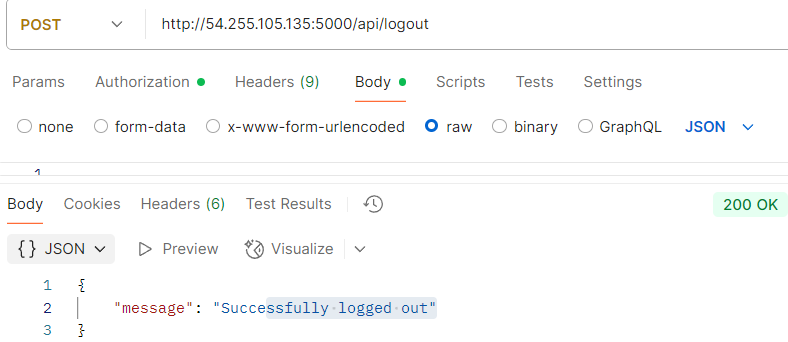 POST http://54.255.105.135:5000/api/logout
Params Authorization Headers (9) Body Scripts Tests Settings
none form-data x-www-form-urlencoded raw binary GraphQL JSON
1
Body Cookies Headers (6) Test Results 200 OK
{} JSON Preview Visualize
1 {
2 "message": "Successfully logged out"
3 }